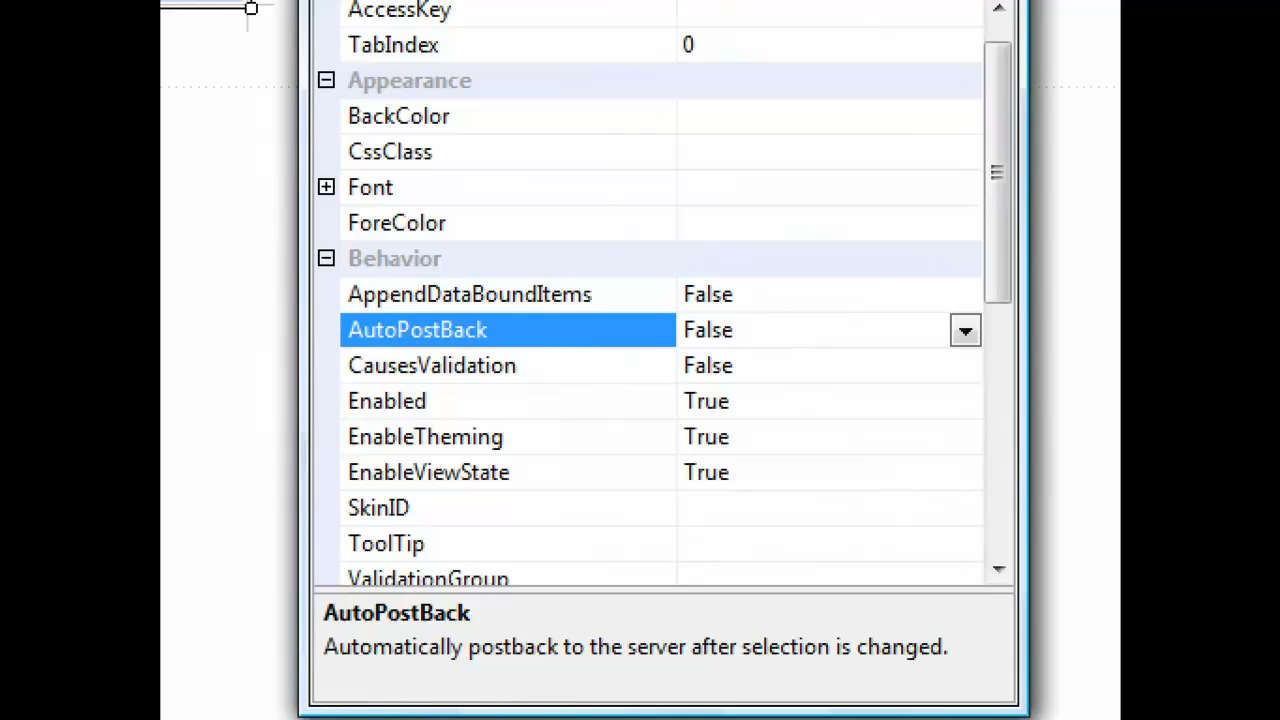 AccessKey
TabIndex 0
Appearance
BackColor
CssClass
Font
ForeColor
Behavior
AppendDataBoundItems False
AutoPostBack False
CausesValidation False
Enabled True
EnableTheming True
EnableViewState True
SkinID
ToolTip
ValidationGroup
AutoPostBack
Automatically postback to the server after selection is changed.